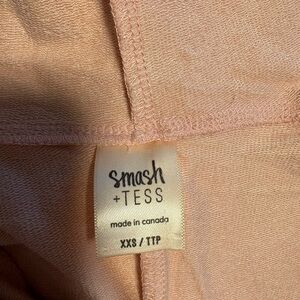 smash
+TESS
made in canada
XXS / TTP